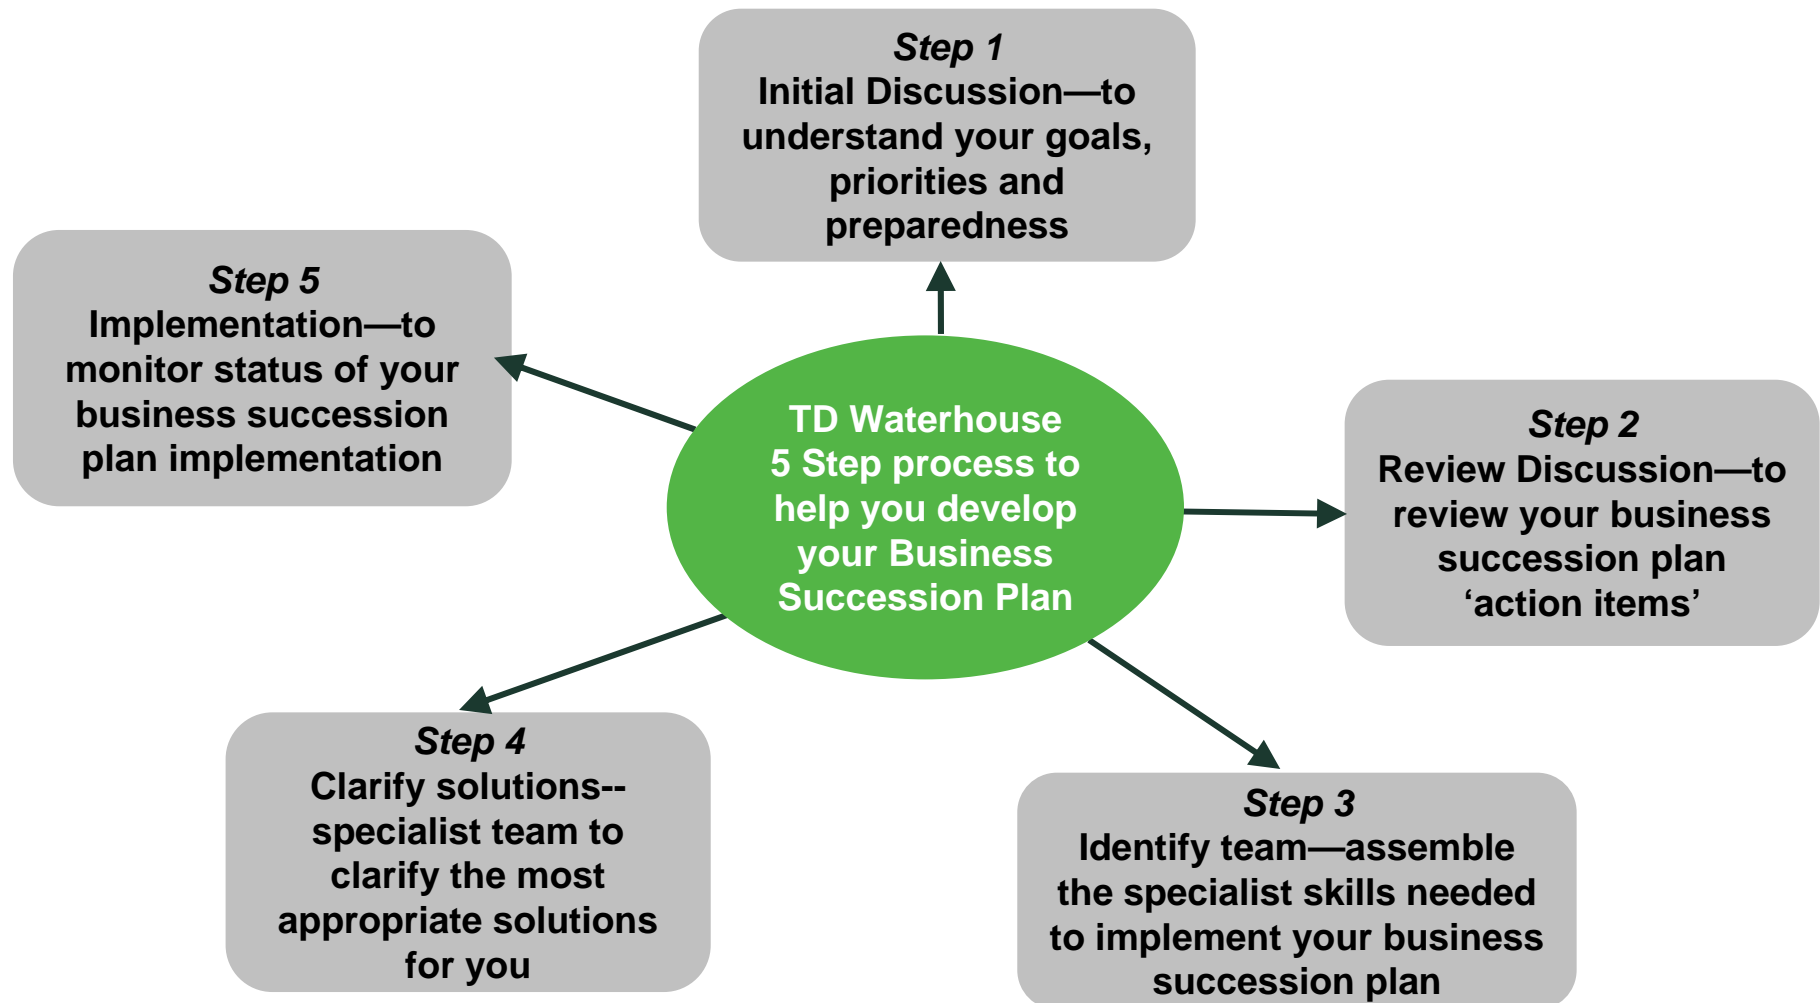 Step 1
Initial Discussion—to
understand your goals,
priorities and
preparedness
Step 5
Implementation—to
monitor status of your
business succession
plan implementation
TD Waterhouse
5 Step process to
help you develop
your Business
Succession Plan
Step 2
Review Discussion—to
review your business
succession plan
‘action items’
Step 4
Clarify solutions--
specialist team to
clarify the most
appropriate solutions
for you
Step 3
Identify team—assemble
the specialist skills needed
to implement your business
succession plan